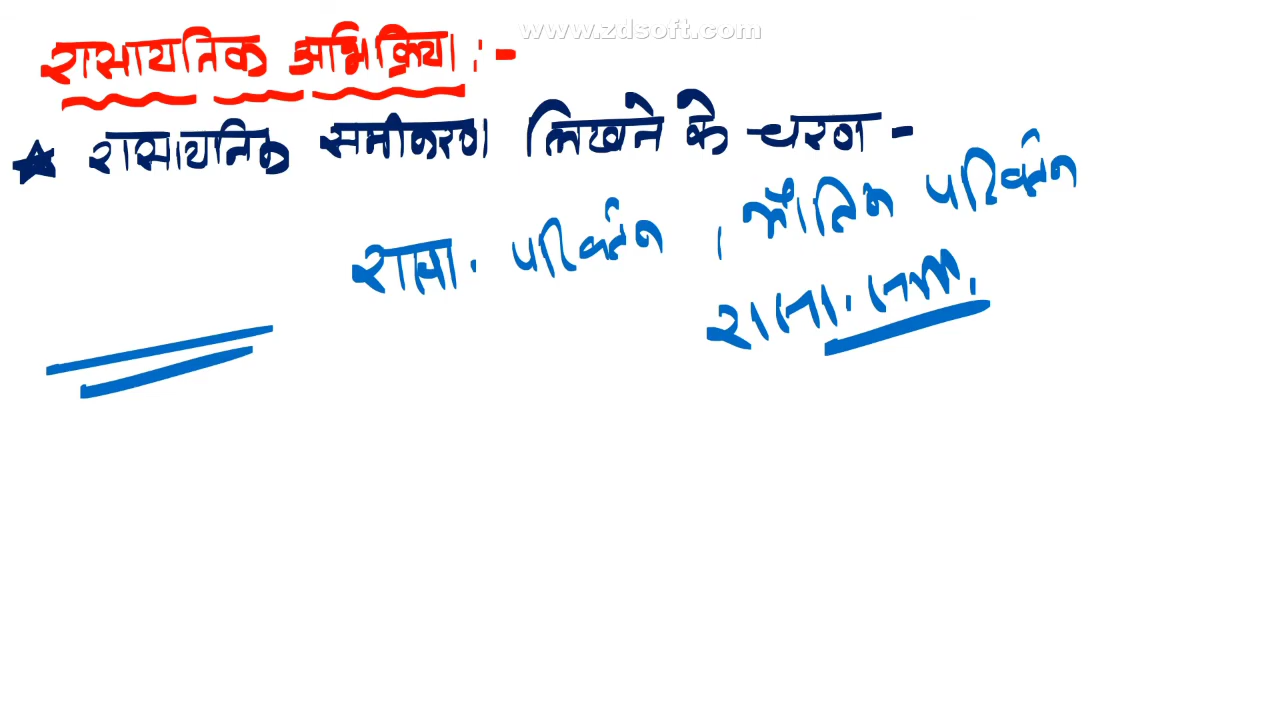 www.zdsoft.com
रासायनिक अभिक्रिया :-
★ रासायनिक समीकरण लिखने के चरण -
रासा. परिवर्तन , भौतिक परिवर्तन
रासा.